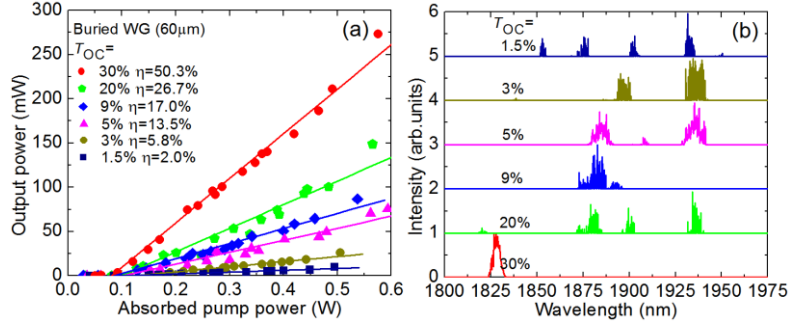 Buried WG (60μm)
(a)
T_OC=
30% η=50.3%
20% η=26.7%
9% η=17.0%
5% η=13.5%
3% η=5.8%
1.5% η=2.0%
Output power (mW)
300
250
200
150
100
50
0
0.0 0.1 0.2 0.3 0.4 0.5 0.6
Absorbed pump power (W)
(b)
T_OC=
1.5%
3%
5%
9%
20%
30%
Intensity (arb.units)
6
5
4
3
2
1
0
1800 1825 1850 1875 1900 1925 1950 1975
Wavelength (nm)